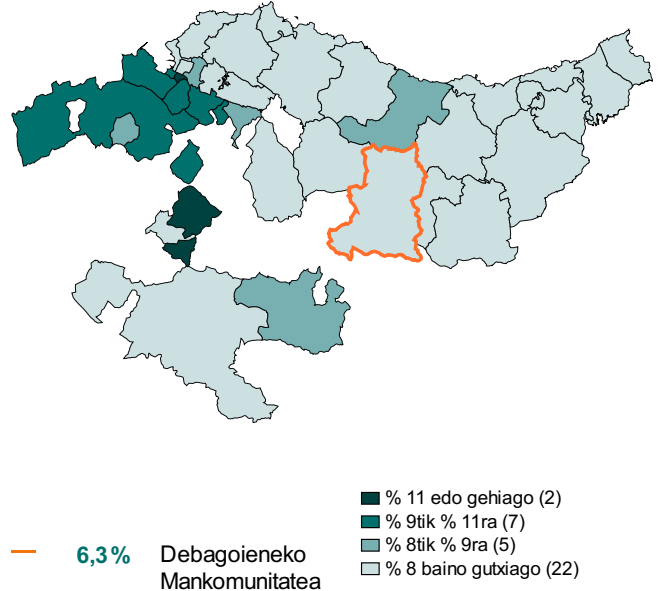 % 11 edo gehiago (2)
% 9tik % 11ra (7)
% 8tik % 9ra (5)
% 8 baino gutxiago (22)
6,3 % Debagoieneko
Mankomunitatea